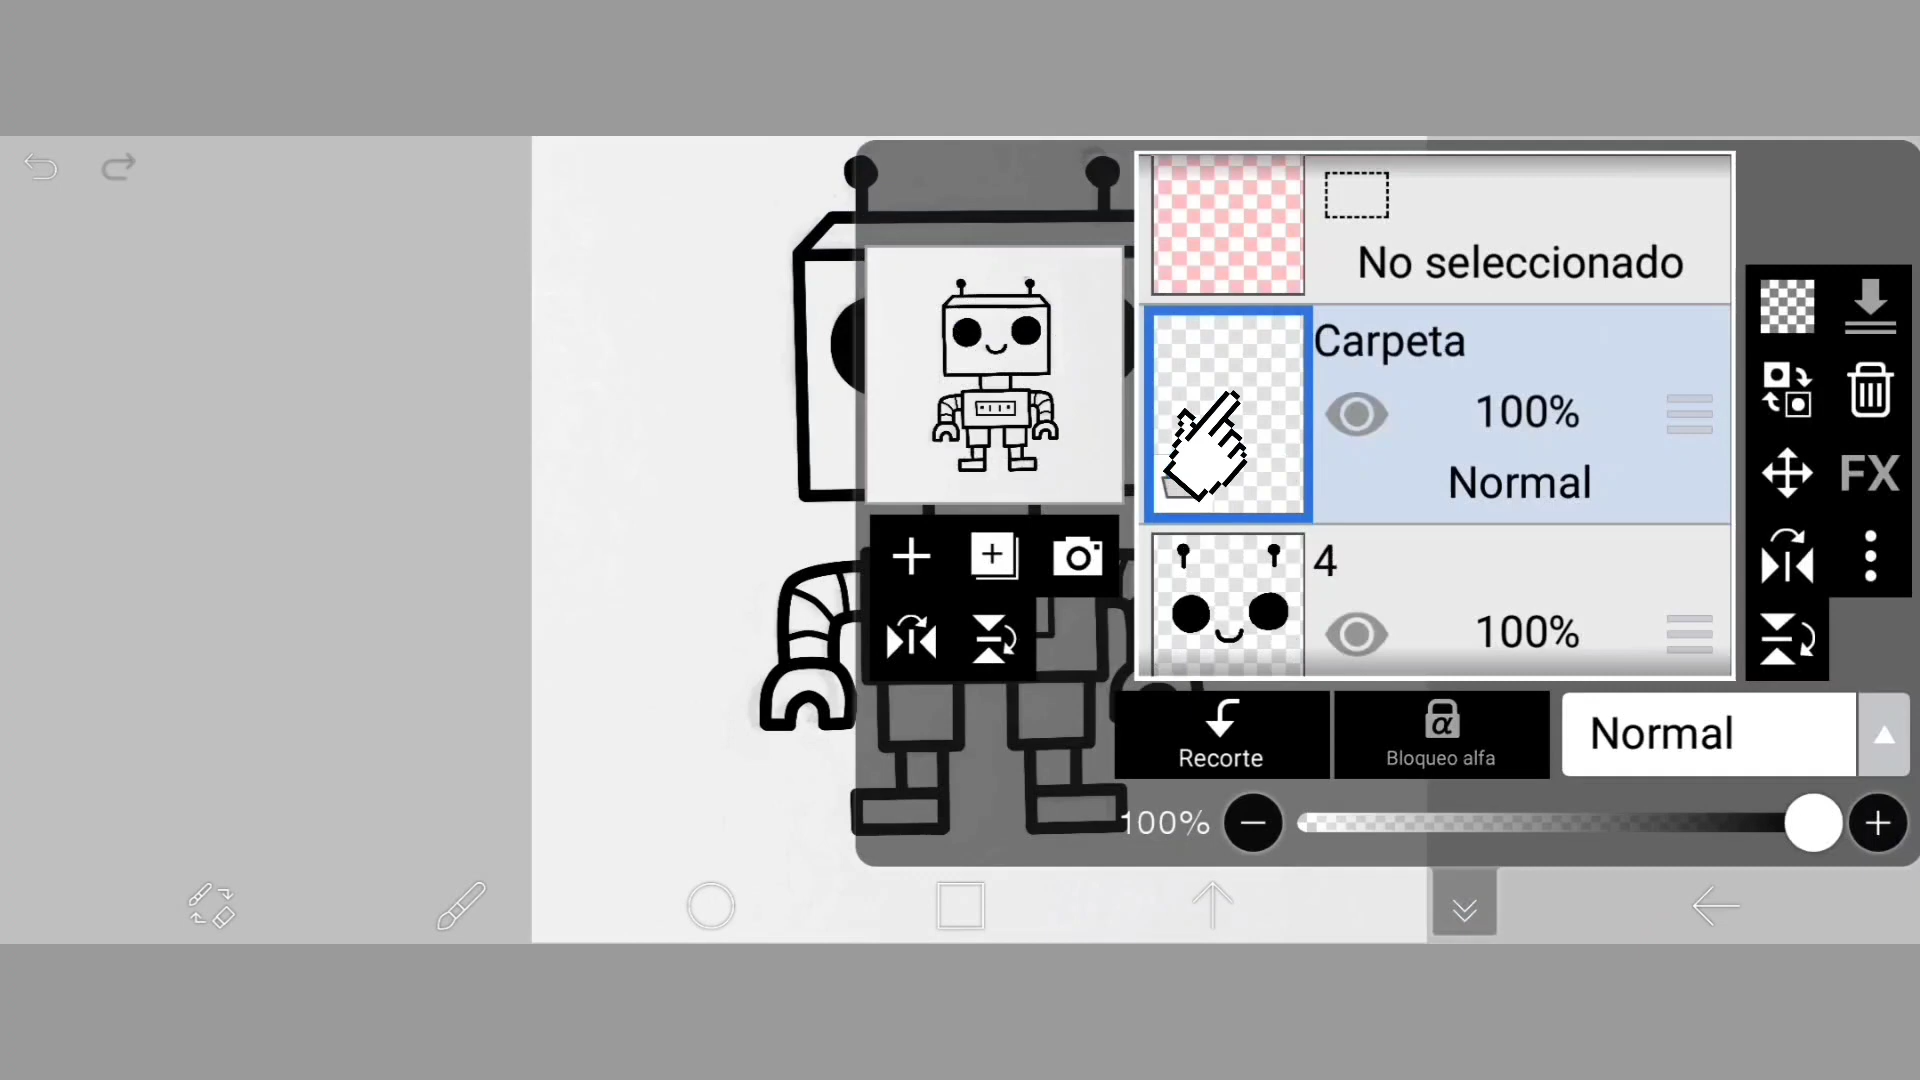 No seleccionado
Carpeta
100%
Normal
4
100%
FX
Recorte
α
Bloqueo alfa
Normal
100%